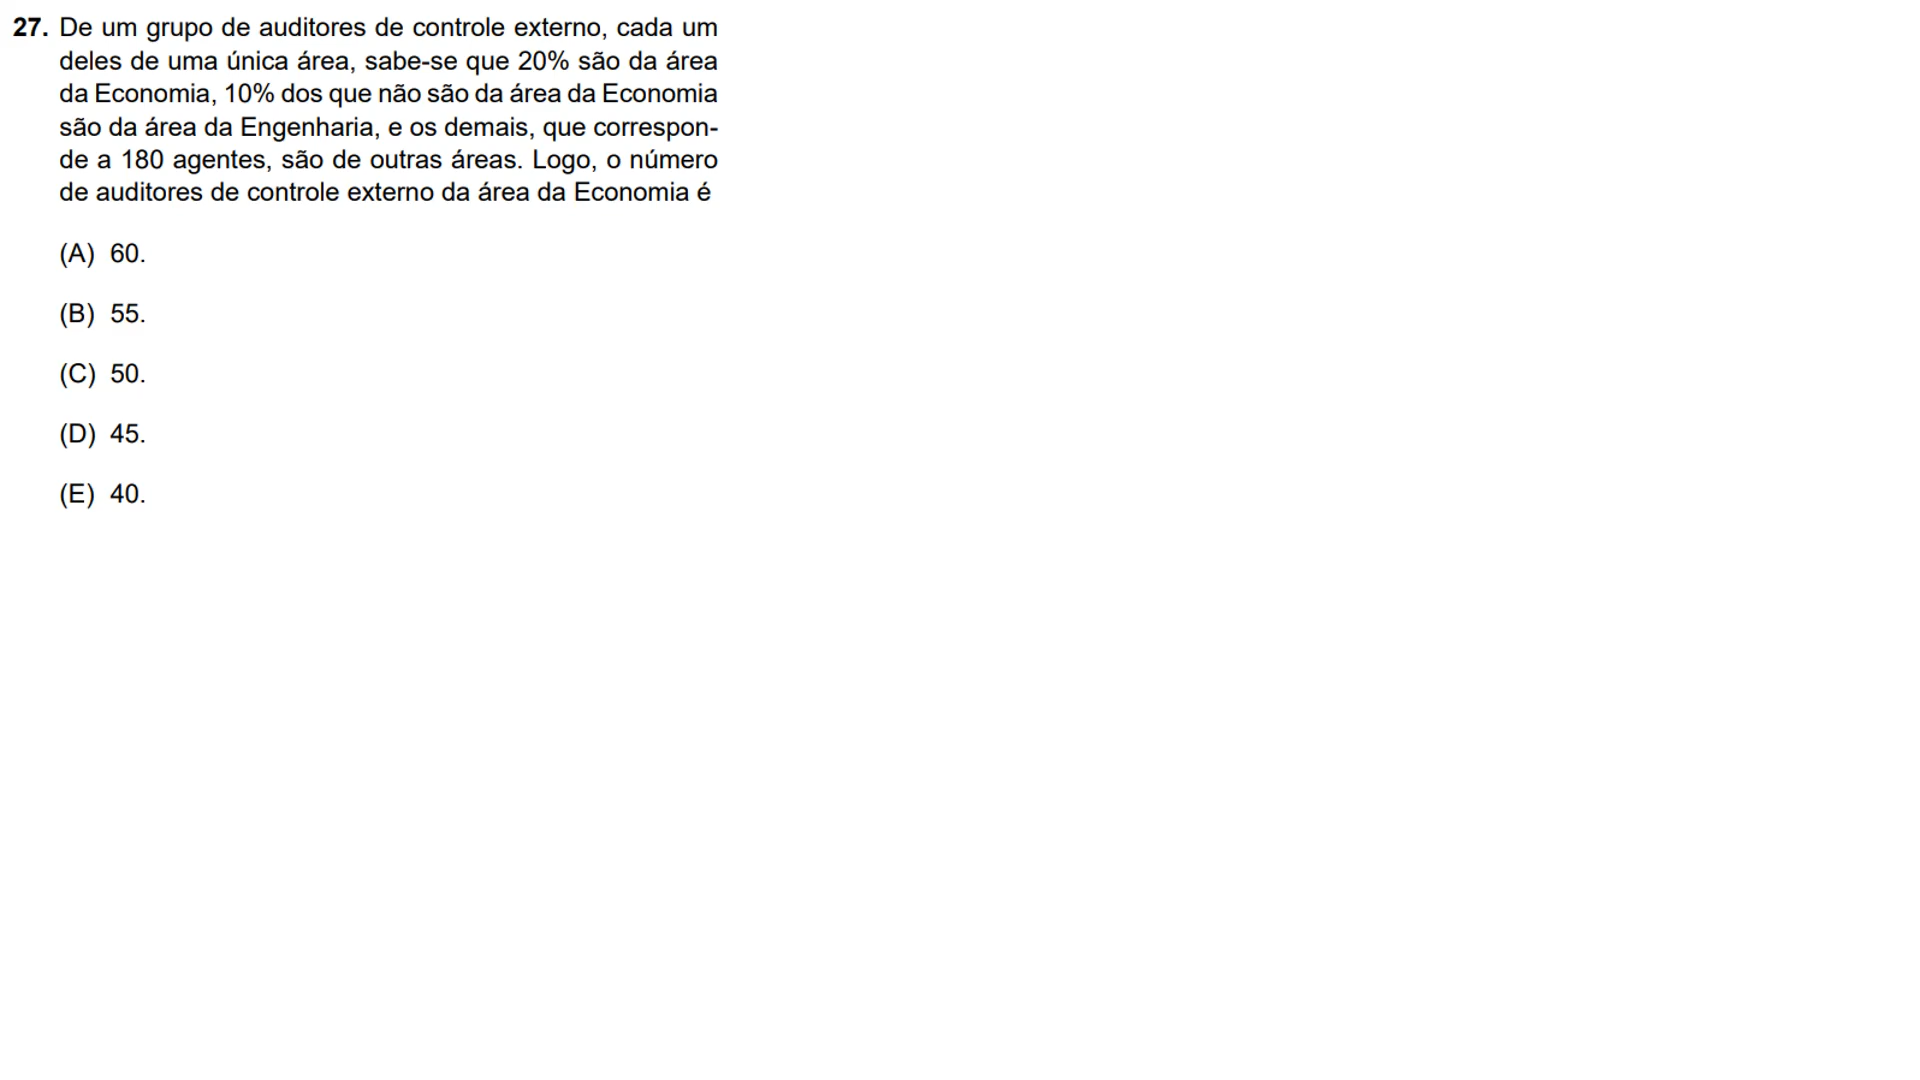 27. De um grupo de auditores de controle externo, cada um
deles de uma única área, sabe-se que 20% são da área
da Economia, 10% dos que não são da área da Economia
são da área da Engenharia, e os demais, que correspon-
de a 180 agentes, são de outras áreas. Logo, o número
de auditores de controle externo da área da Economia é
(A) 60.
(B) 55.
(C) 50.
(D) 45.
(E) 40.